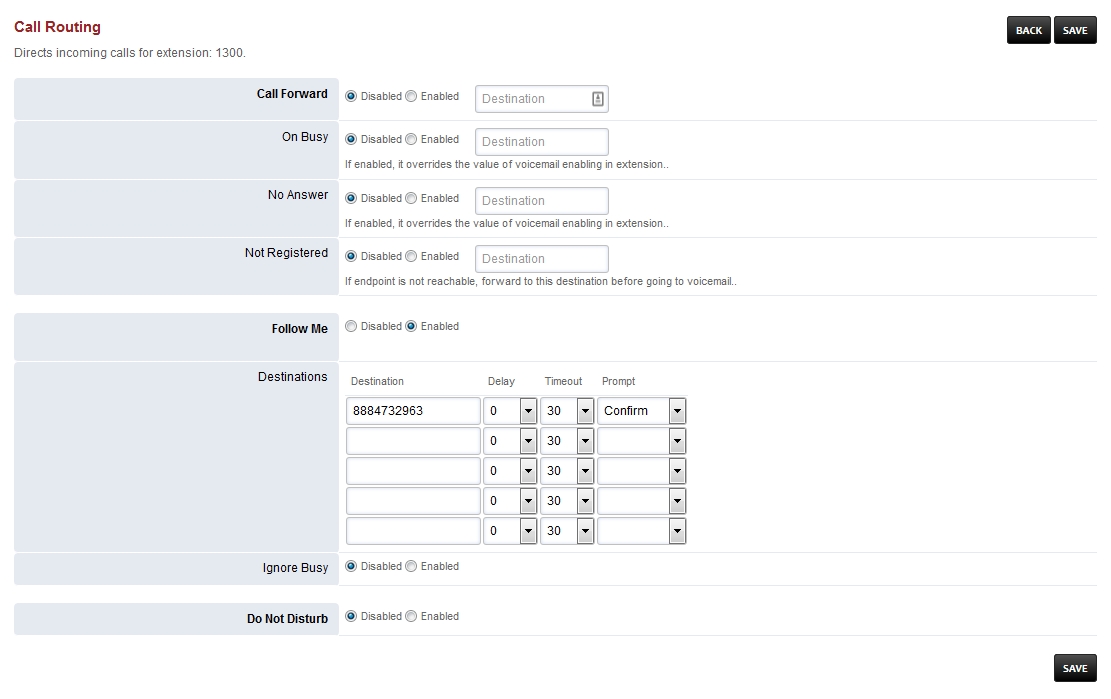 Call Routing
BACK SAVE
Directs incoming calls for extension: 1300.
Call Forward Disabled Enabled Destination
On Busy Disabled Enabled Destination
If enabled, it overrides the value of voicemail enabling in extension..
No Answer Disabled Enabled Destination
If enabled, it overrides the value of voicemail enabling in extension..
Not Registered Disabled Enabled Destination
If endpoint is not reachable, forward to this destination before going to voicemail..
Follow Me Disabled Enabled
Destinations Destination Delay Timeout Prompt
8884732963 0 30 Confirm
0 30
0 30
0 30
0 30
Ignore Busy Disabled Enabled
Do Not Disturb Disabled Enabled
SAVE